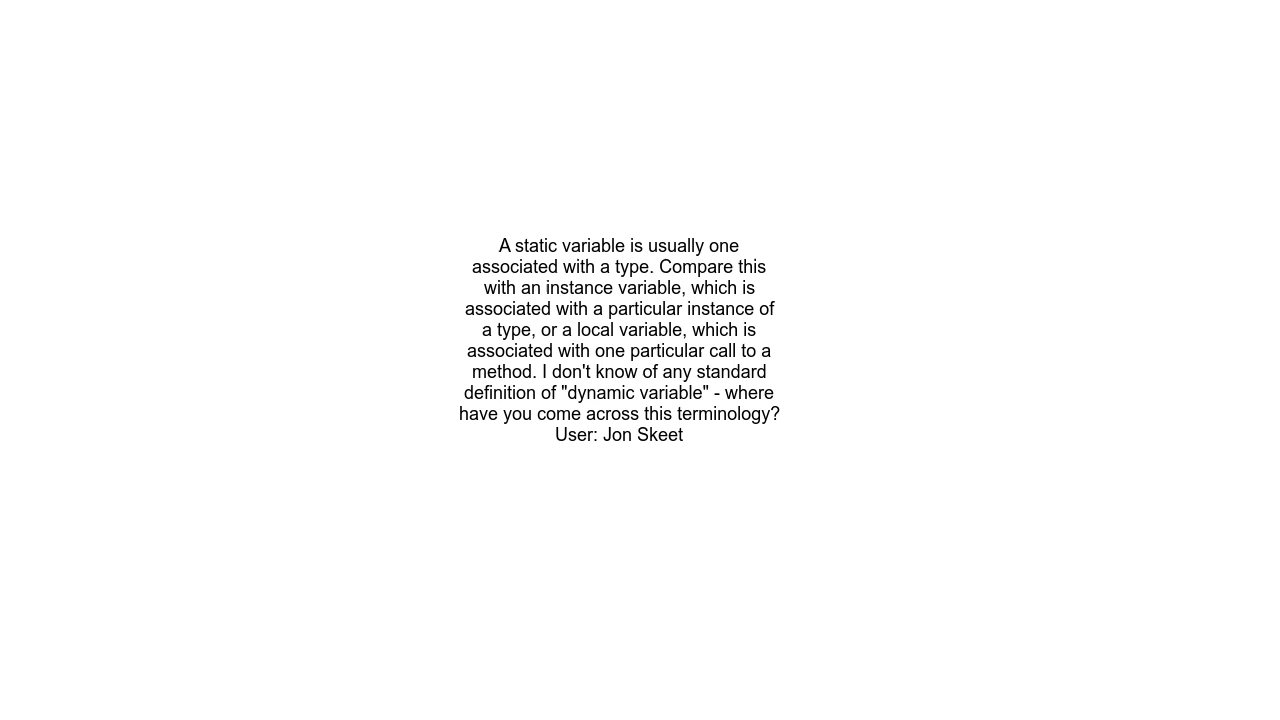 A static variable is usually one
associated with a type. Compare this
with an instance variable, which is
associated with a particular instance of
a type, or a local variable, which is
associated with one particular call to a
method. I don't know of any standard
definition of "dynamic variable" - where
have you come across this terminology?
User: Jon Skeet